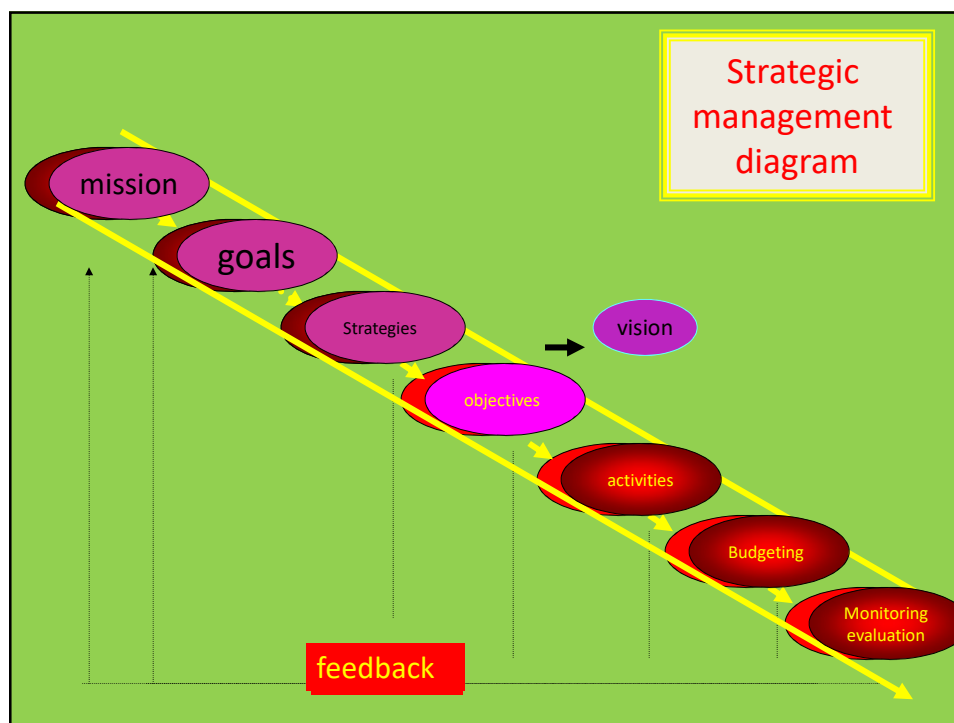 Strategic
management
diagram
mission
goals
Strategies
vision
objectives
activities
Budgeting
Monitoring
evaluation
feedback